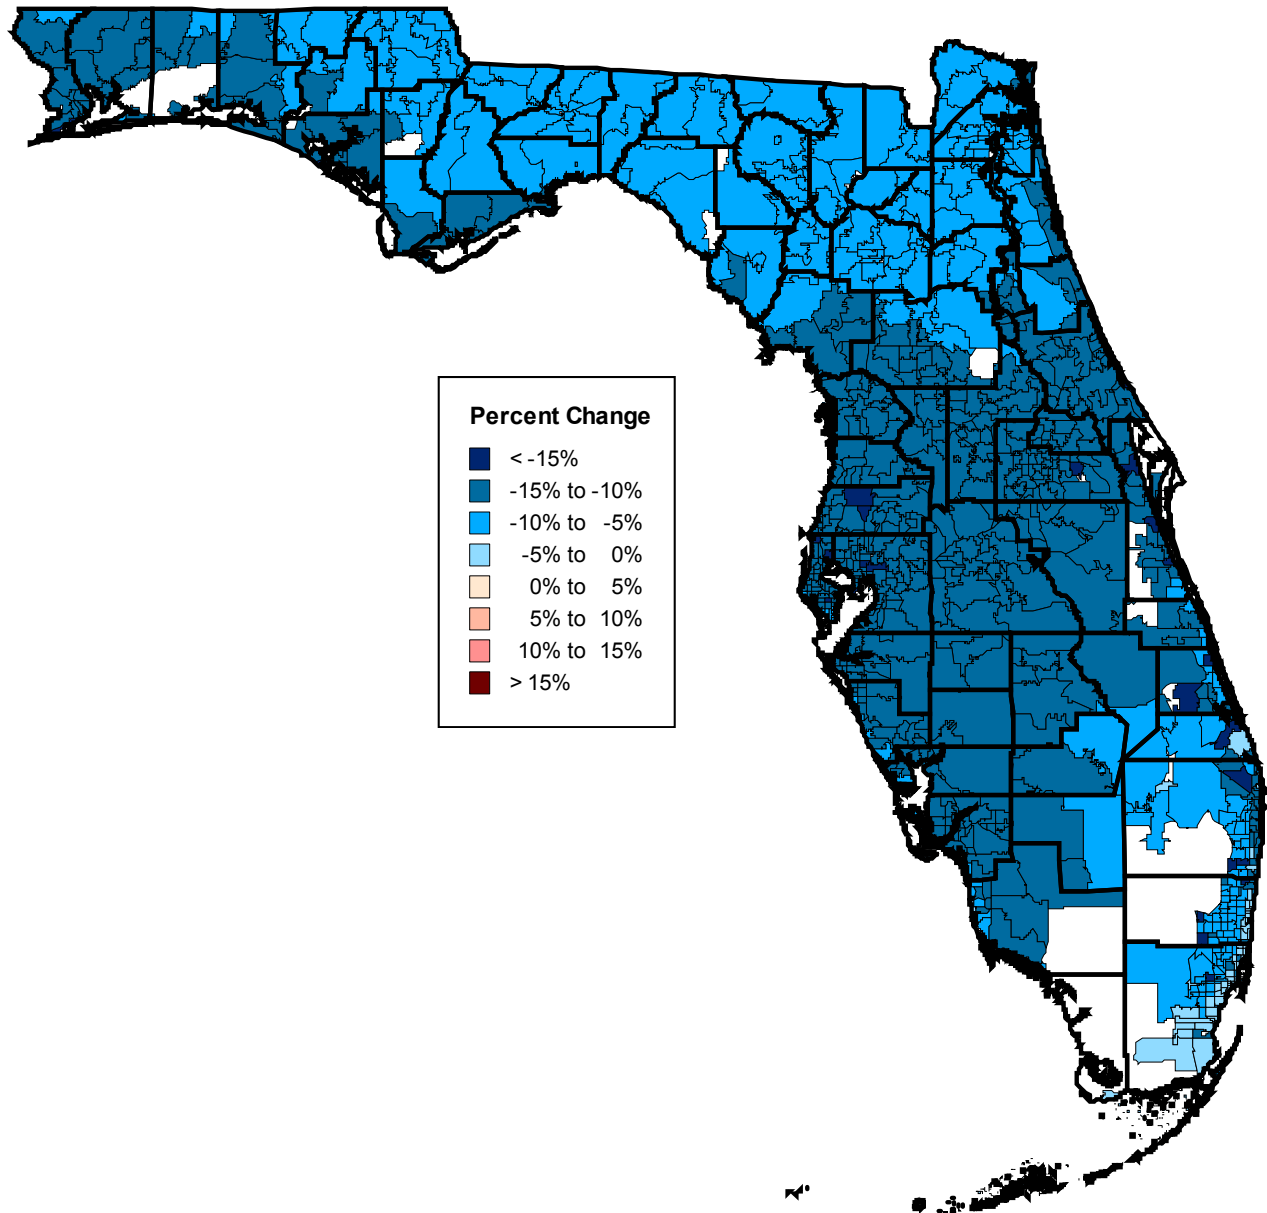 Percent Change
< -15%
-15% to -10%
-10% to -5%
-5% to 0%
0% to 5%
5% to 10%
10% to 15%
> 15%